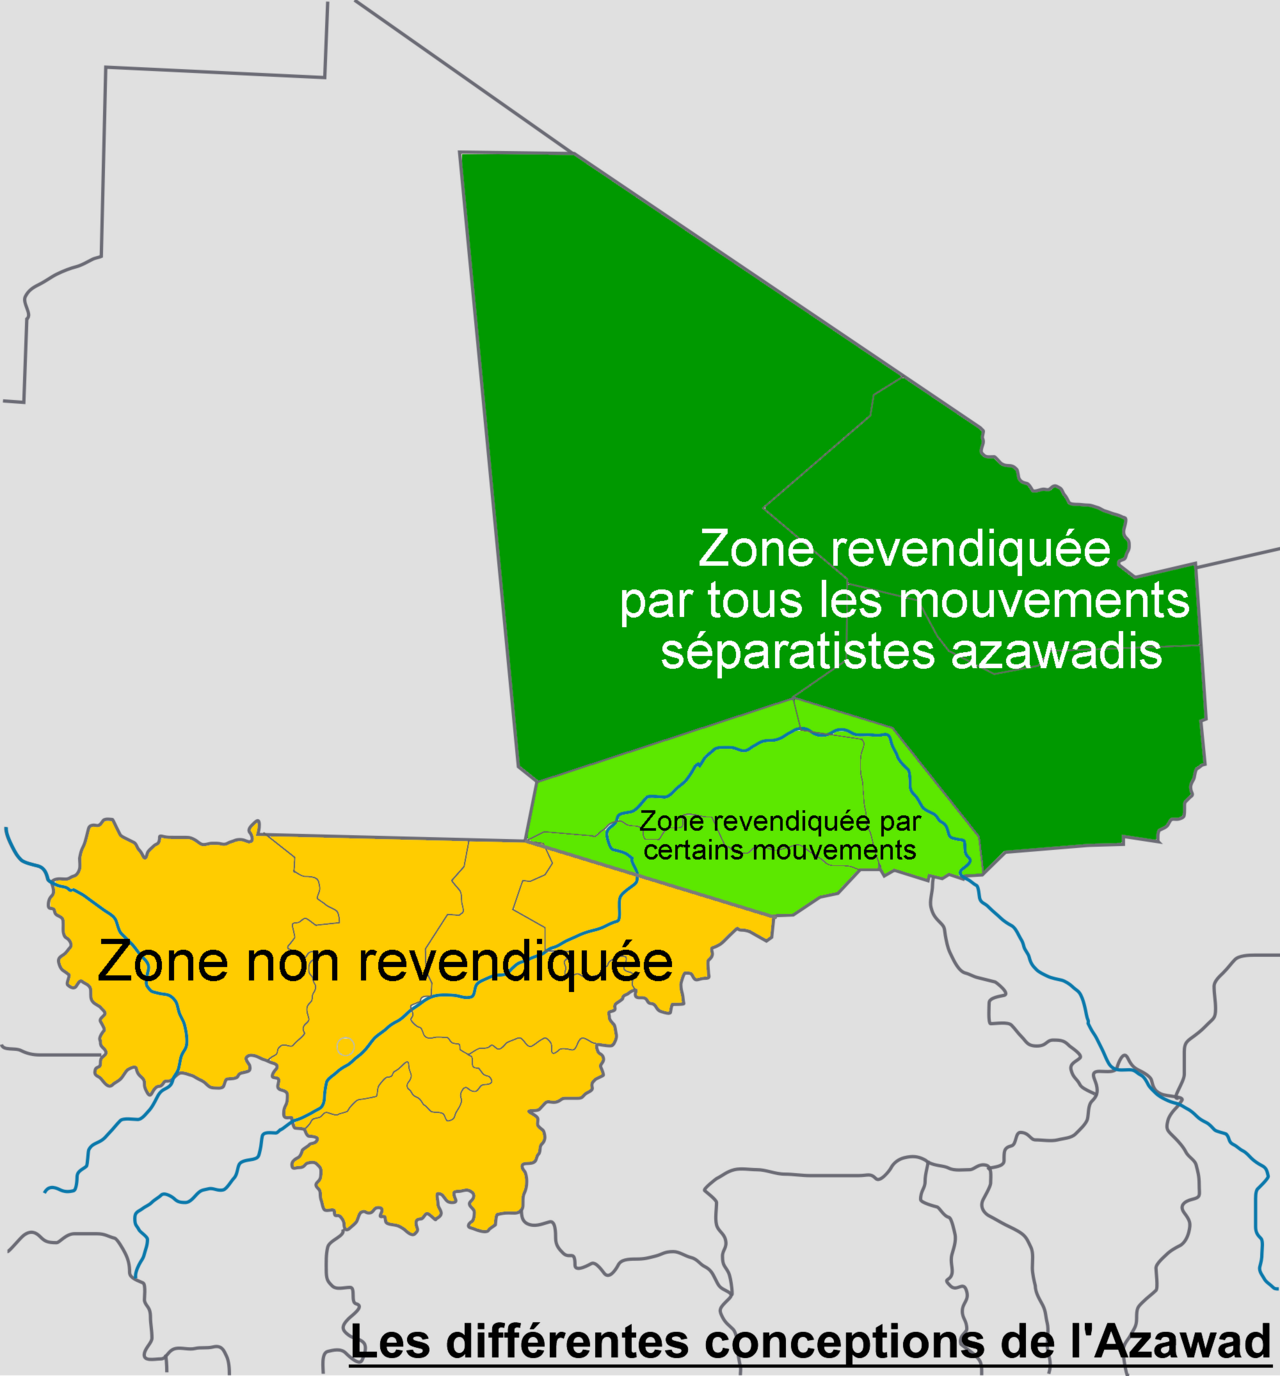 Zone revendiquée
par tous les mouvements
séparatistes azawadis
Zone revendiquée par
certains mouvements
Zone non revendiquée
Les différentes conceptions de l'Azawad